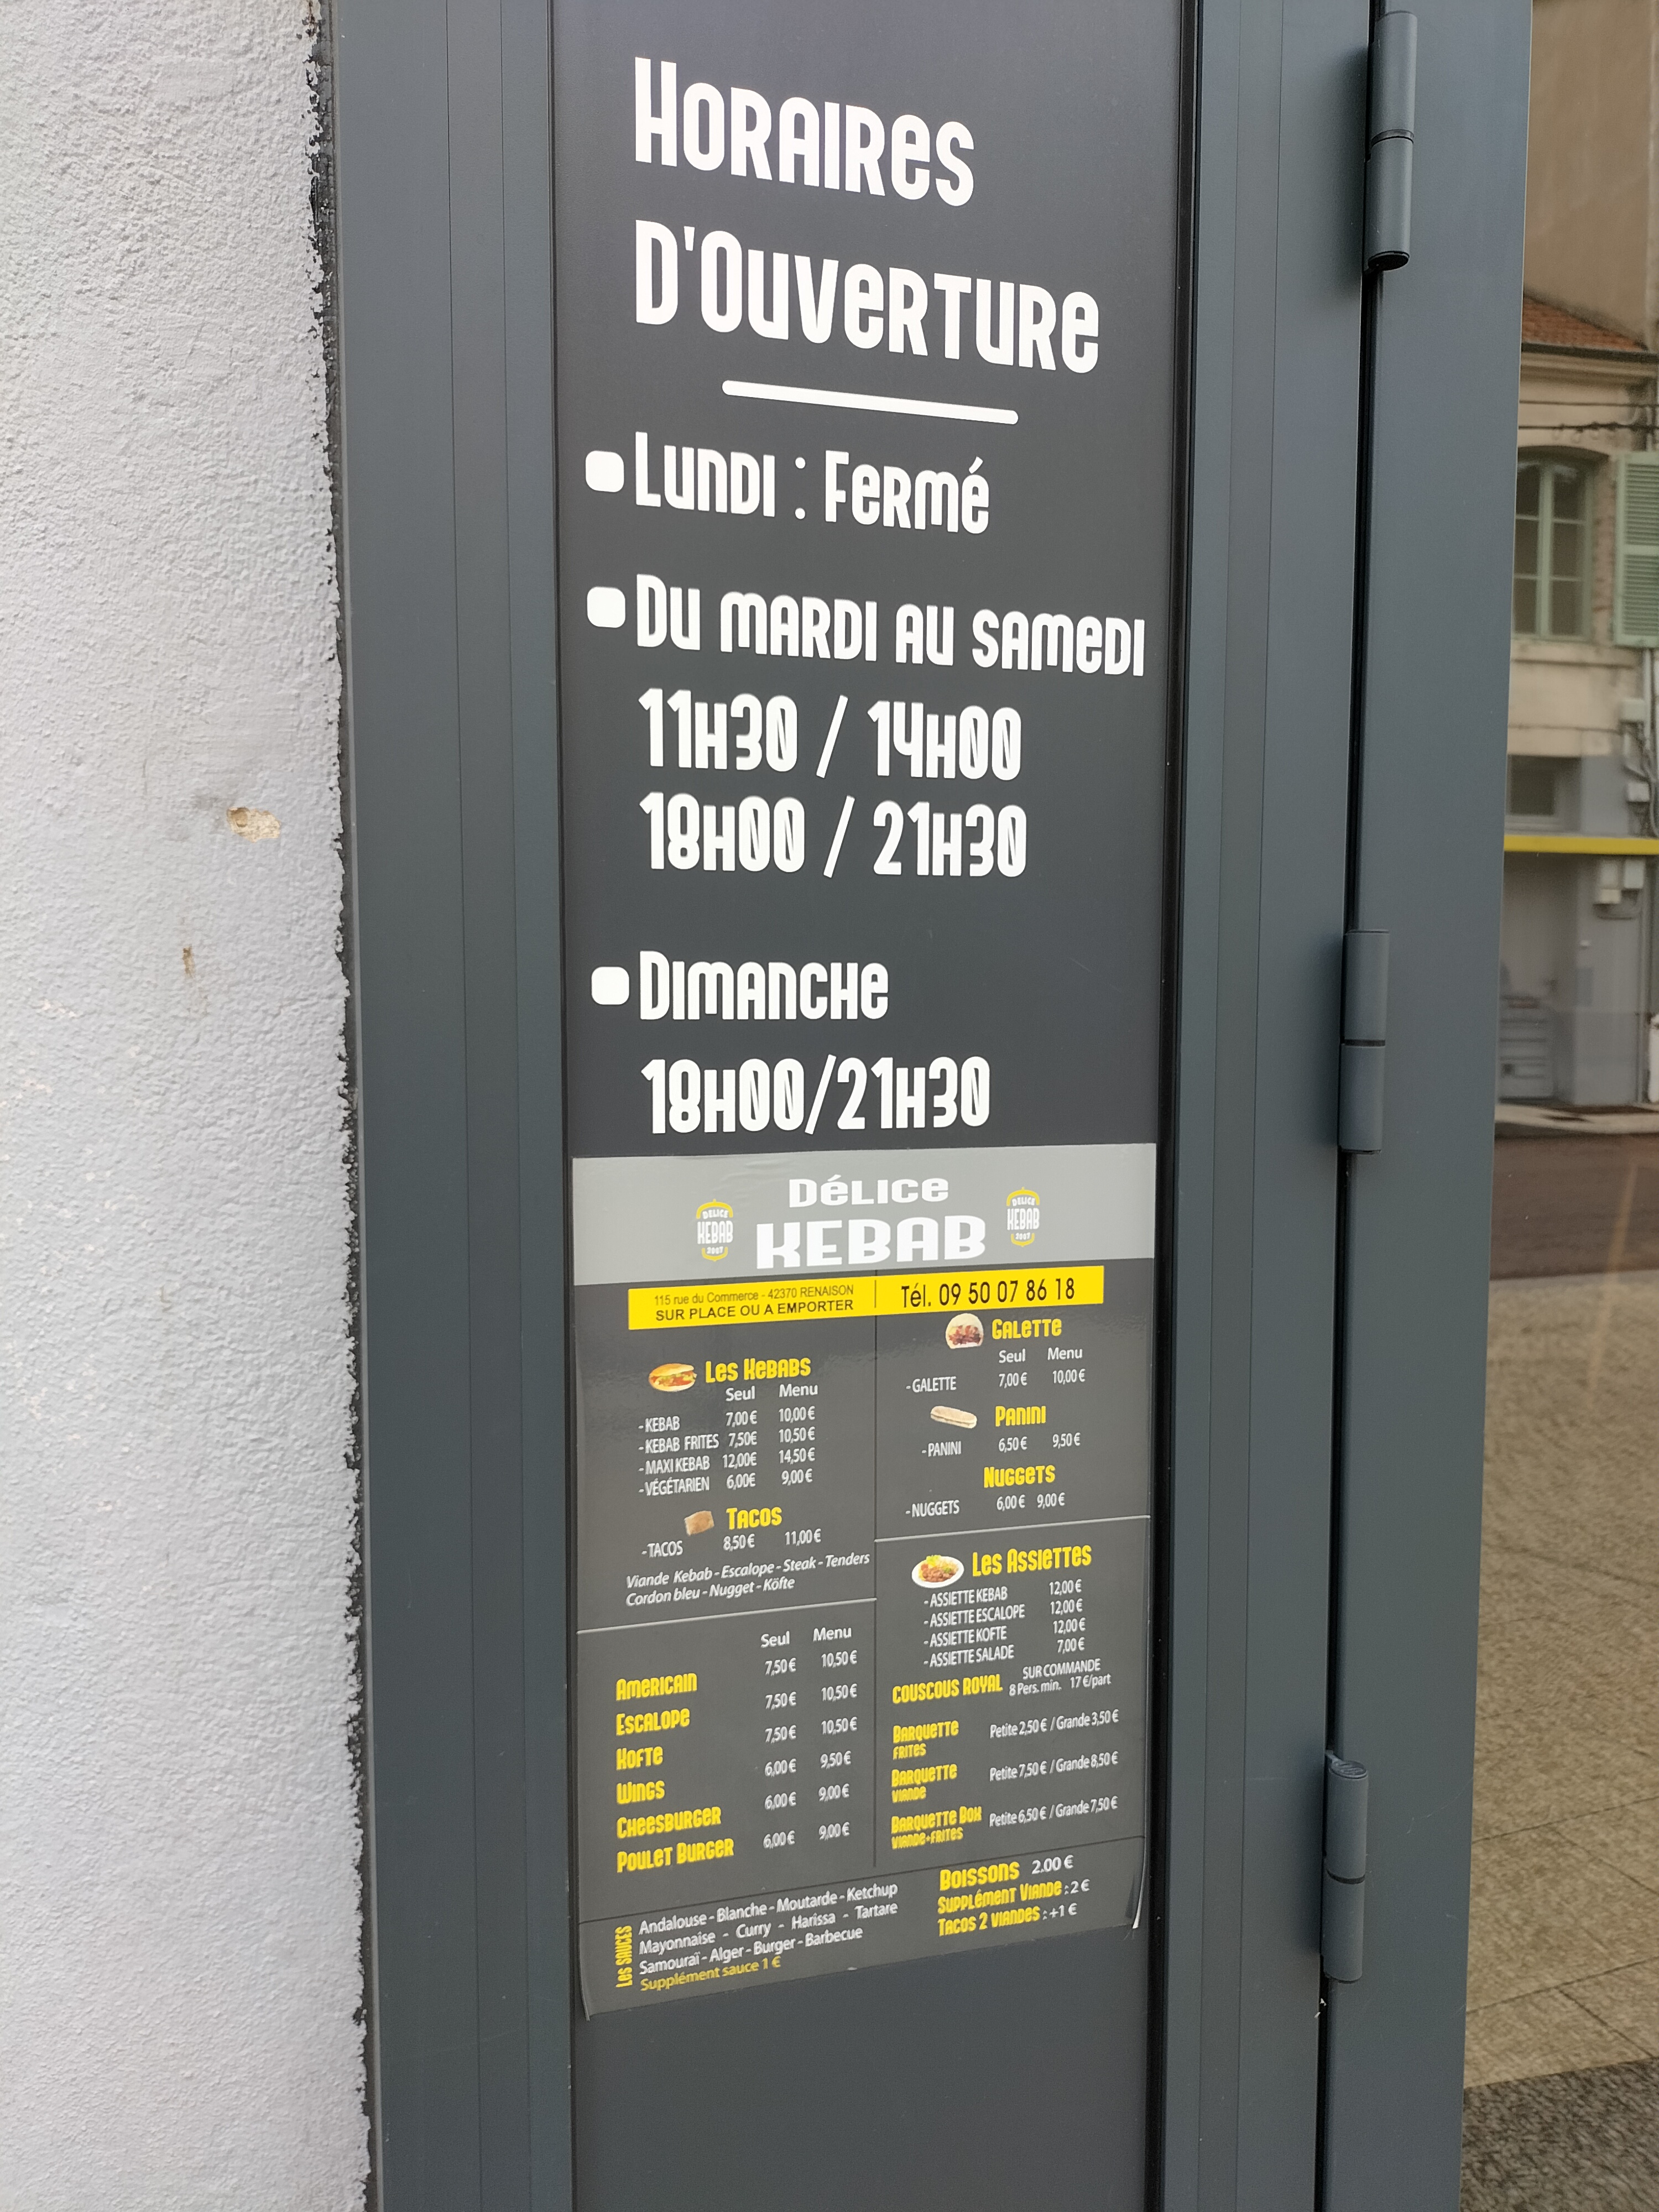 Horaires
D'Ouverture
Lundi : Fermé
Du mardi au samedi
11h30 / 14h00
18h00 / 21h30
Dimanche
18h00/21h30
Délice
KEBAB
DELICE
KEBAB
2007
DELICE
KEBAB
2007
115 rue du Commerce - 42370 RENAISON
SUR PLACE OU A EMPORTER
Tél. 09 50 07 86 18
Les Kebabs
Seul Menu
- KEBAB 7,00 € 10,00 €
- KEBAB FRITES 7,50€ 10,50 €
- MAXI KEBAB 12,00€ 14,50 €
- VÉGÉTARIEN 6,00€ 9,00 €
Tacos
- TACOS 8,50 € 11,00 €
Viande Kebab - Escalope - Steak - Tenders
Cordon bleu - Nugget - Köfte
Seul Menu
Americain 7,50 € 10,50 €
Escalope 7,50 € 10,50 €
Kofte 7,50 € 10,50 €
Wings 6,00 € 9,50 €
Cheesburger 6,00 € 9,00 €
Poulet Burger 6,00 € 9,00 €
Galette
Seul Menu
- GALETTE 7,00 € 10,00 €
Panini
- PANINI 6,50 € 9,50 €
Nuggets
- NUGGETS 6,00 € 9,00 €
Les Assiettes
- ASSIETTE KEBAB 12,00 €
- ASSIETTE ESCALOPE 12,00 €
- ASSIETTE KOFTE 12,00 €
- ASSIETTE SALADE 7,00 €
COUSCOUS ROYAL SUR COMMANDE
8 Pers. min. 17 €/part
Barquette Petite 2,50 € / Grande 3,50 €
frites
Barquette Petite 7,50 € / Grande 8,50 €
viande
Barquette Box Petite 6,50 € / Grande 7,50 €
viande+frites
Les SAUCES
Andalouse - Blanche - Moutarde - Ketchup
Mayonnaise - Curry - Harissa - Tartare
Samouraï - Alger - Burger - Barbecue
Supplément sauce 1 €
Boissons 2.00 €
Supplément Viande : 2 €
Tacos 2 viandes : +1 €